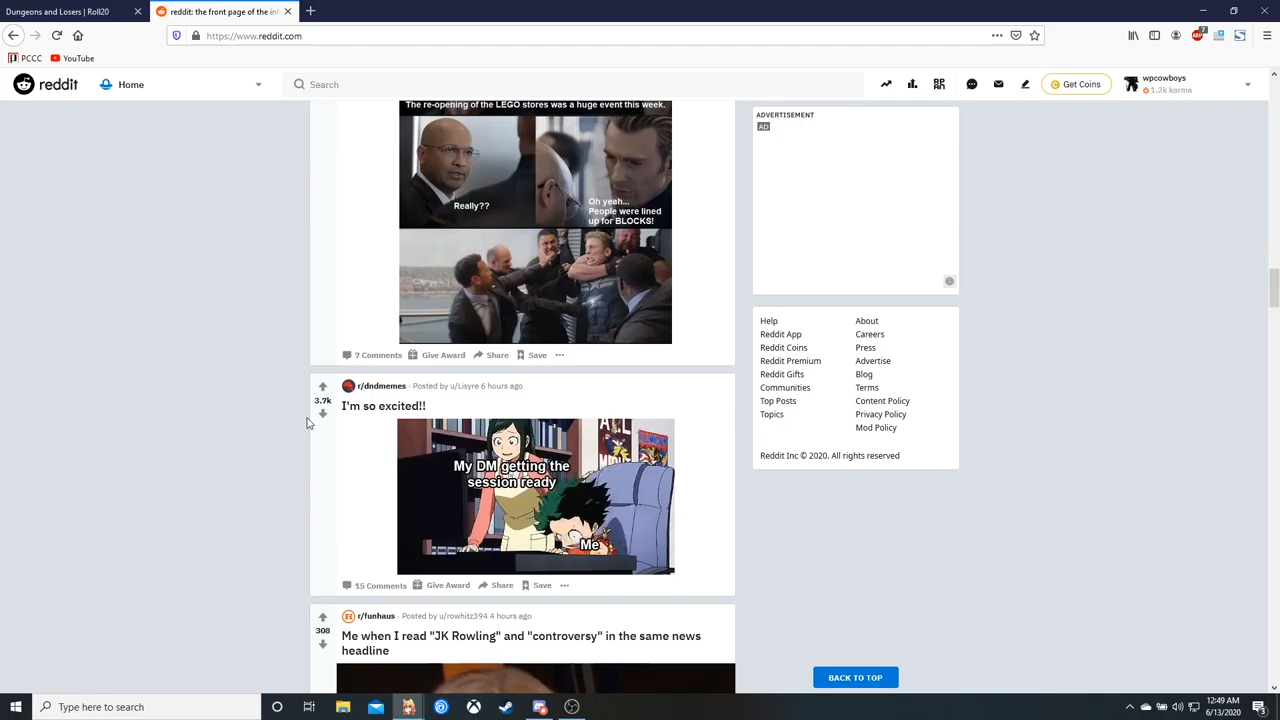 Dungeons and Losers | Roll20
reddit: the front page of the int
https://www.reddit.com
PCCC
YouTube
reddit
Home
Search
Get Coins
wpcowboys
1.2k karma
The re-opening of the LEGO stores was a huge event this week.
Really??
Oh yeah...
People were lined
up for BLOCKS!
7 Comments
Give Award
Share
Save
r/dndmemes · Posted by u/Lisyre 6 hours ago
3.7k
I'm so excited!!
My DM getting the
session ready
Me
15 Comments
Give Award
Share
Save
r/funhaus · Posted by u/rowhitz394 4 hours ago
308
Me when I read "JK Rowling" and "controversy" in the same news
headline
ADVERTISEMENT
AD
Help
About
Reddit App
Careers
Reddit Coins
Press
Reddit Premium
Advertise
Reddit Gifts
Blog
Communities
Terms
Top Posts
Content Policy
Topics
Privacy Policy
Mod Policy
Reddit Inc © 2020. All rights reserved
BACK TO TOP
Type here to search
12:49 AM
6/13/2020
3